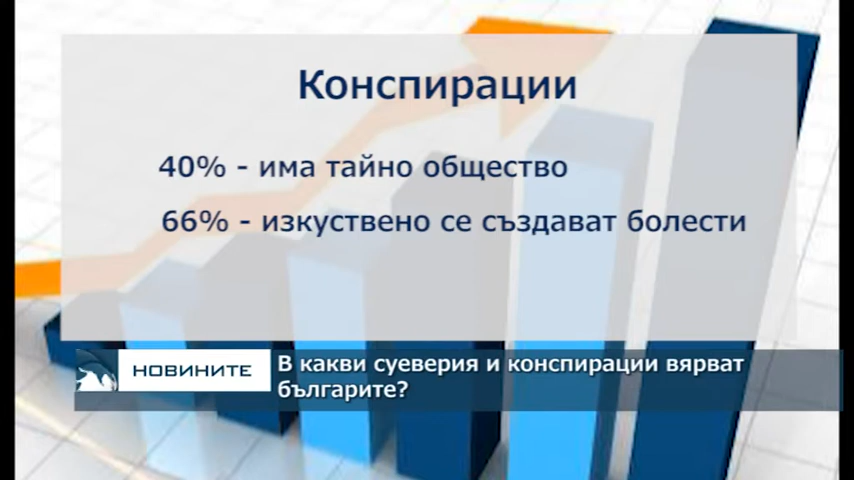 Конспирации
40% - има тайно общество
66% - изкуствено се създават болести
НОВИНИТЕ
В какви суеверия и конспирации вярват
българите?